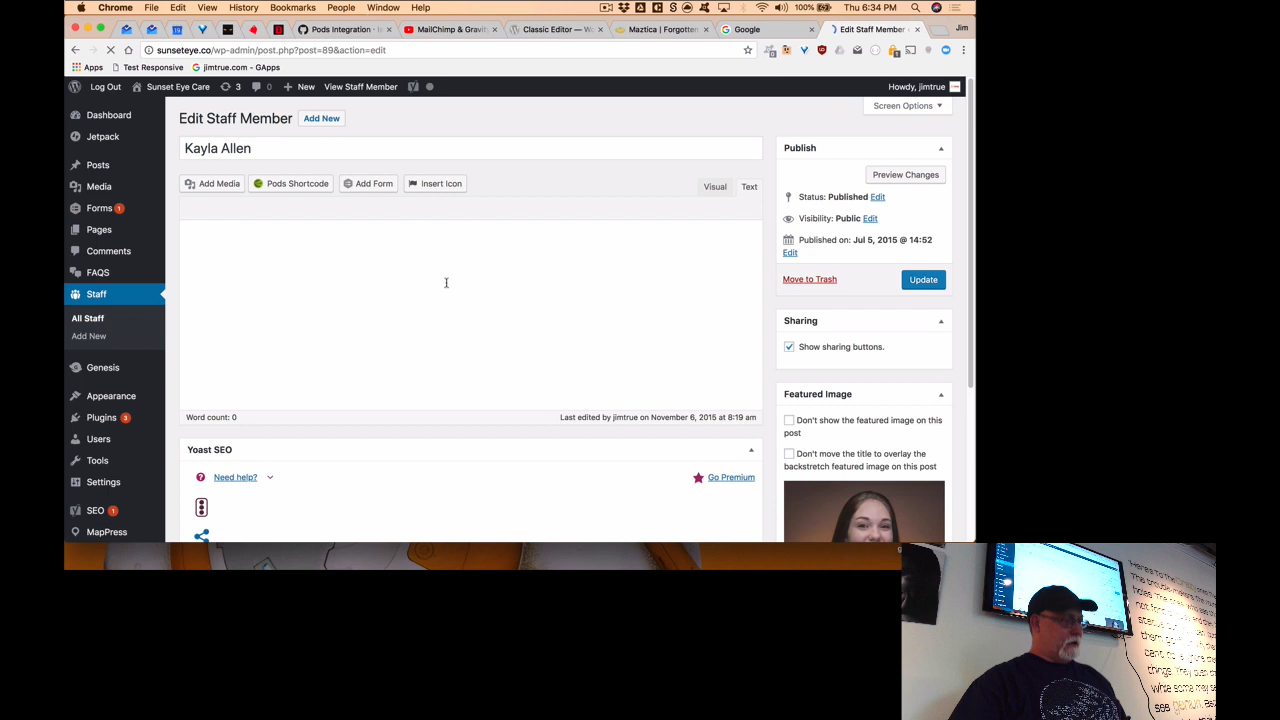 Chrome File Edit View History Bookmarks People Window Help
100% Thu 6:34 PM
Pods Integration - Is MailChimp & Gravity Classic Editor — Wo Maztica | Forgotten Google Edit Staff Member Jim
sunseteye.co/wp-admin/post.php?post=89&action=edit
Apps Test Responsive jimtrue.com - GApps
Log Out Sunset Eye Care 3 0 New View Staff Member Howdy, jimtrue
Screen Options
Dashboard
Jetpack
Posts
Media
Forms 1
Pages
Comments
FAQS
Staff
All Staff
Add New
Genesis
Appearance
Plugins 3
Users
Tools
Settings
SEO 1
MapPress
Edit Staff Member Add New
Kayla Allen
Add Media Pods Shortcode Add Form Insert Icon Visual Text
Word count: 0 Last edited by jimtrue on November 6, 2015 at 8:19 am
Yoast SEO
Need help? Go Premium
Publish
Preview Changes
Status: Published Edit
Visibility: Public Edit
Published on: Jul 5, 2015 @ 14:52
Edit
Move to Trash Update
Sharing
Show sharing buttons.
Featured Image
Don't show the featured image on this
post
Don't move the title to overlay the
backstretch featured image on this post
Here's to the